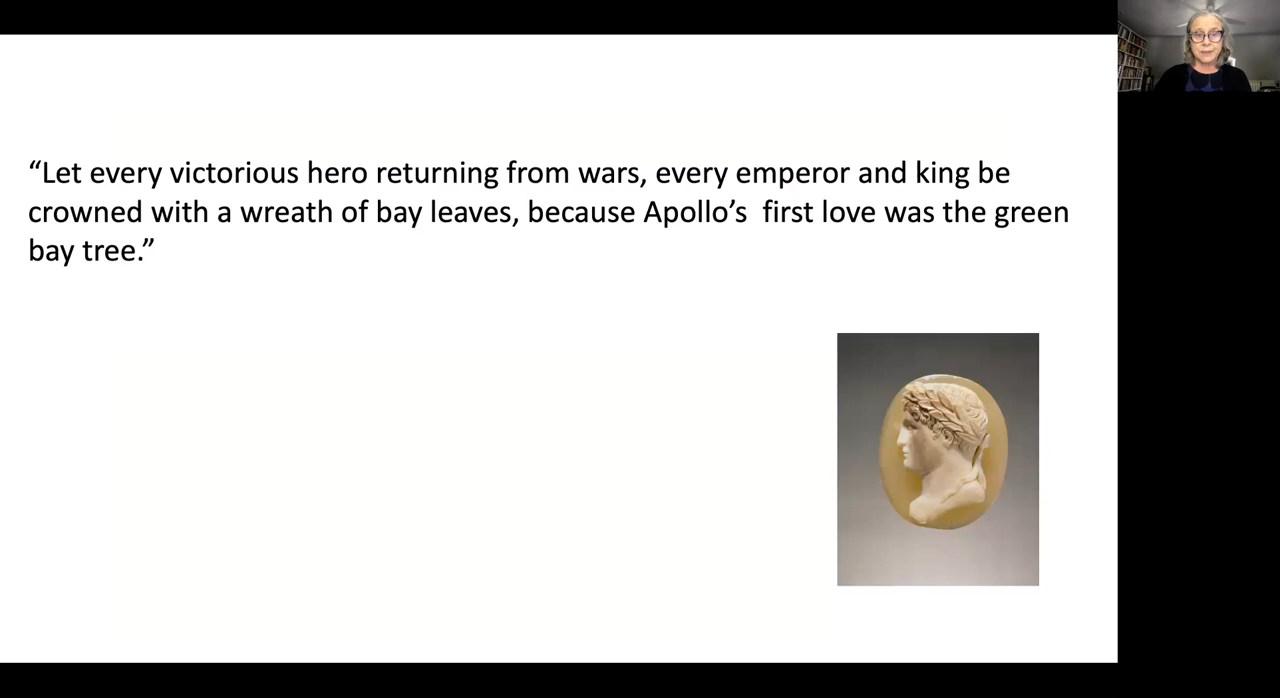 “Let every victorious hero returning from wars, every emperor and king be
crowned with a wreath of bay leaves, because Apollo’s  first love was the green
bay tree.”